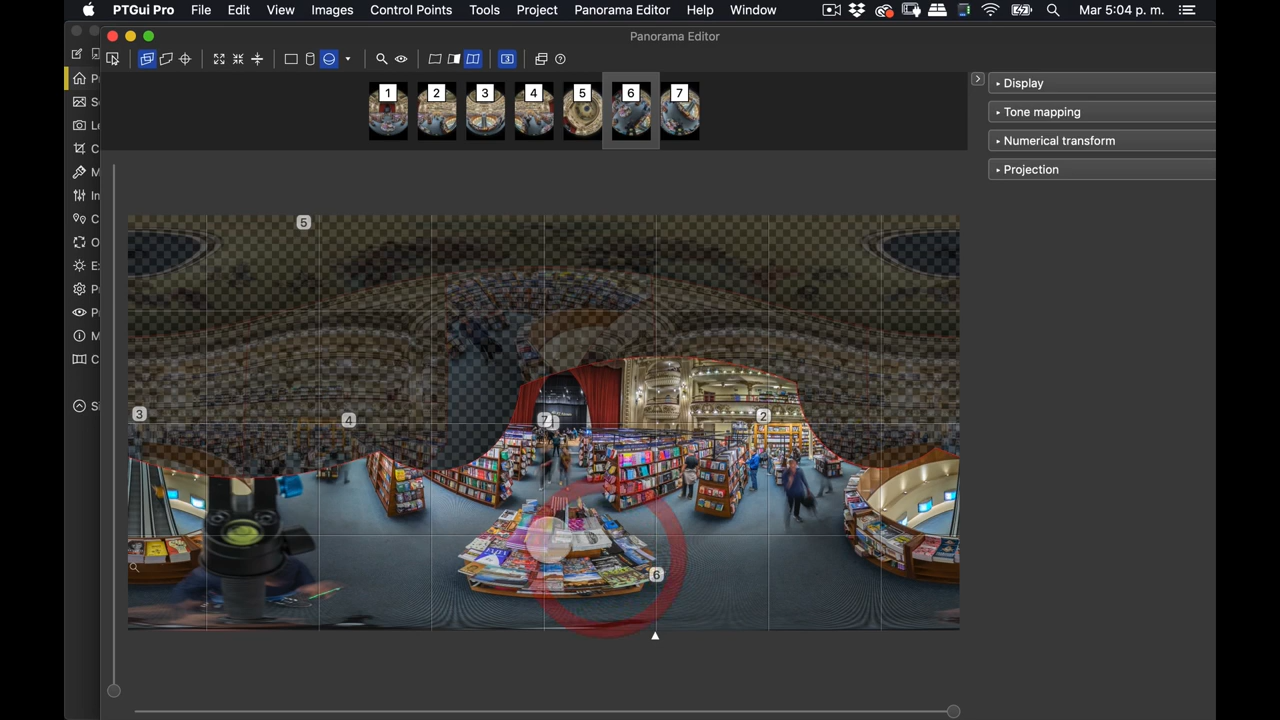 PTGui Pro File Edit View Images Control Points Tools Project Panorama Editor Help Window Mar 5:04 p. m.
Panorama Editor
3
1 2 3 4 5 6 7
Display
Tone mapping
Numerical transform
Projection
P
S
L
C
M
I
C
O
E
P
P
M
C
S
5
3
4
7
2
6